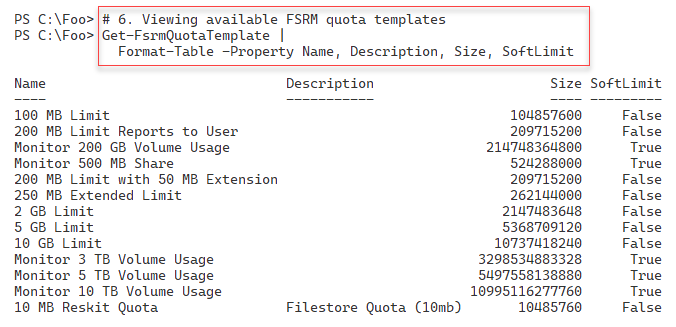 PS C:\Foo> # 6. Viewing available FSRM quota templates
PS C:\Foo> Get-FsrmQuotaTemplate |
Format-Table -Property Name, Description, Size, SoftLimit
Name Description Size SoftLimit
---- ----------- ---- ---------
100 MB Limit 104857600 False
200 MB Limit Reports to User 209715200 False
Monitor 200 GB Volume Usage 214748364800 True
Monitor 500 MB Share 524288000 True
200 MB Limit with 50 MB Extension 209715200 False
250 MB Extended Limit 262144000 False
2 GB Limit 2147483648 False
5 GB Limit 5368709120 False
10 GB Limit 10737418240 False
Monitor 3 TB Volume Usage 3298534883328 True
Monitor 5 TB Volume Usage 5497558138880 True
Monitor 10 TB Volume Usage 10995116277760 True
10 MB Reskit Quota Filestore Quota (10mb) 10485760 False